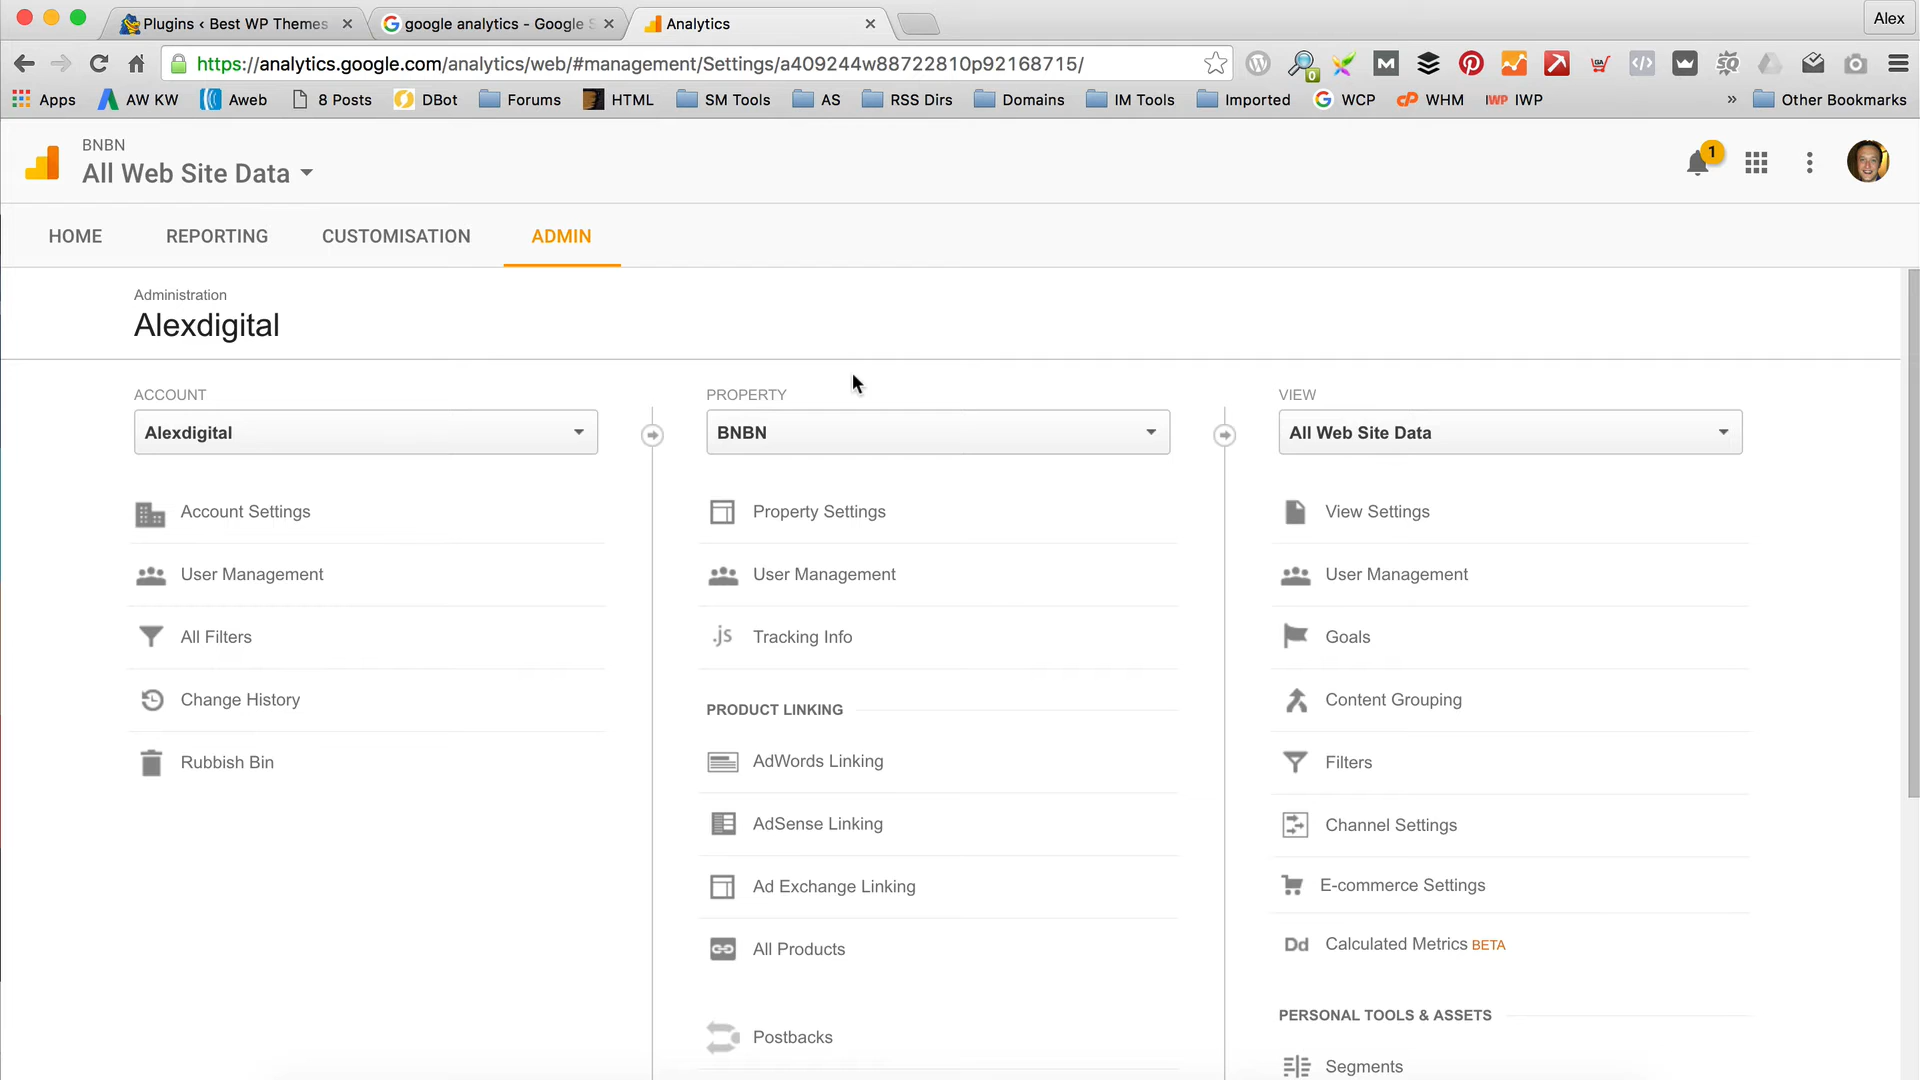 Plugins ‹ Best WP Themes
google analytics - Google S
Analytics
Alex
https://analytics.google.com/analytics/web/#management/Settings/a409244w88722810p92168715/
Apps
AW KW
Aweb
8 Posts
DBot
Forums
HTML
SM Tools
AS
RSS Dirs
Domains
IM Tools
Imported
WCP
WHM
IWP
»
Other Bookmarks
BNBN
All Web Site Data
1
HOME
REPORTING
CUSTOMISATION
ADMIN
Administration
Alexdigital
ACCOUNT
Alexdigital
Account Settings
User Management
All Filters
Change History
Rubbish Bin
PROPERTY
BNBN
Property Settings
User Management
.js
Tracking Info
PRODUCT LINKING
AdWords Linking
AdSense Linking
Ad Exchange Linking
All Products
Postbacks
VIEW
All Web Site Data
View Settings
User Management
Goals
Content Grouping
Filters
Channel Settings
E-commerce Settings
Dd Calculated Metrics BETA
PERSONAL TOOLS & ASSETS
Segments